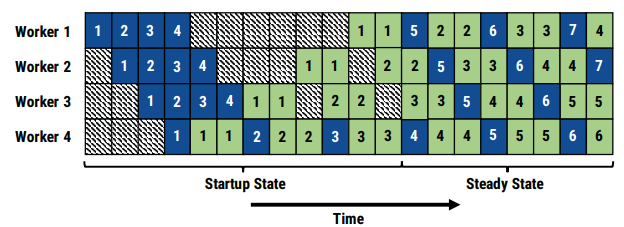 Worker 1 1 2 3 4 1 1 5 2 2 6 3 3 7 4
Worker 2 1 2 3 4 1 1 2 2 5 3 3 6 4 4 7
Worker 3 1 2 3 4 1 1 2 2 3 3 5 4 4 6 5 5
Worker 4 1 1 1 2 2 2 3 3 3 4 4 4 5 5 5 6 6
Startup State Steady State
Time